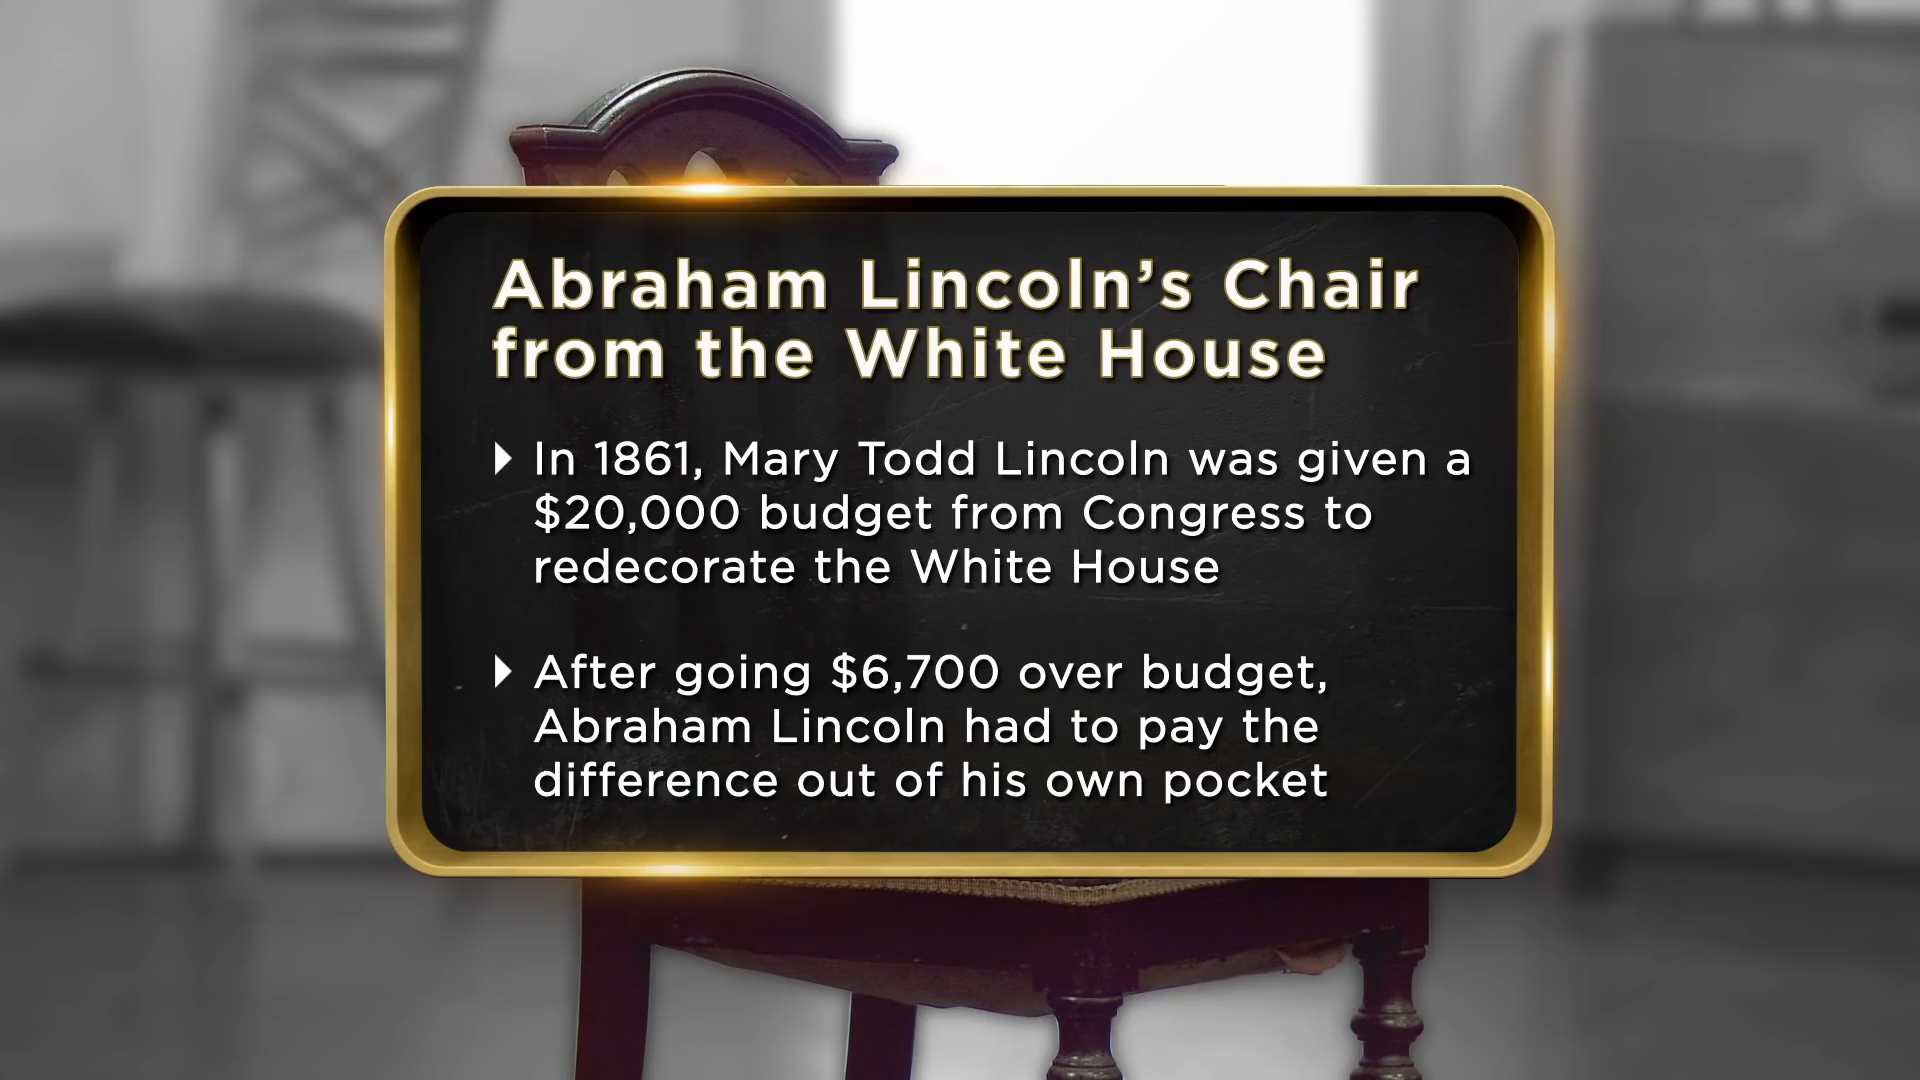 Abraham Lincoln’s Chair
from the White House
In 1861, Mary Todd Lincoln was given a
$20,000 budget from Congress to
redecorate the White House
After going $6,700 over budget,
Abraham Lincoln had to pay the
difference out of his own pocket